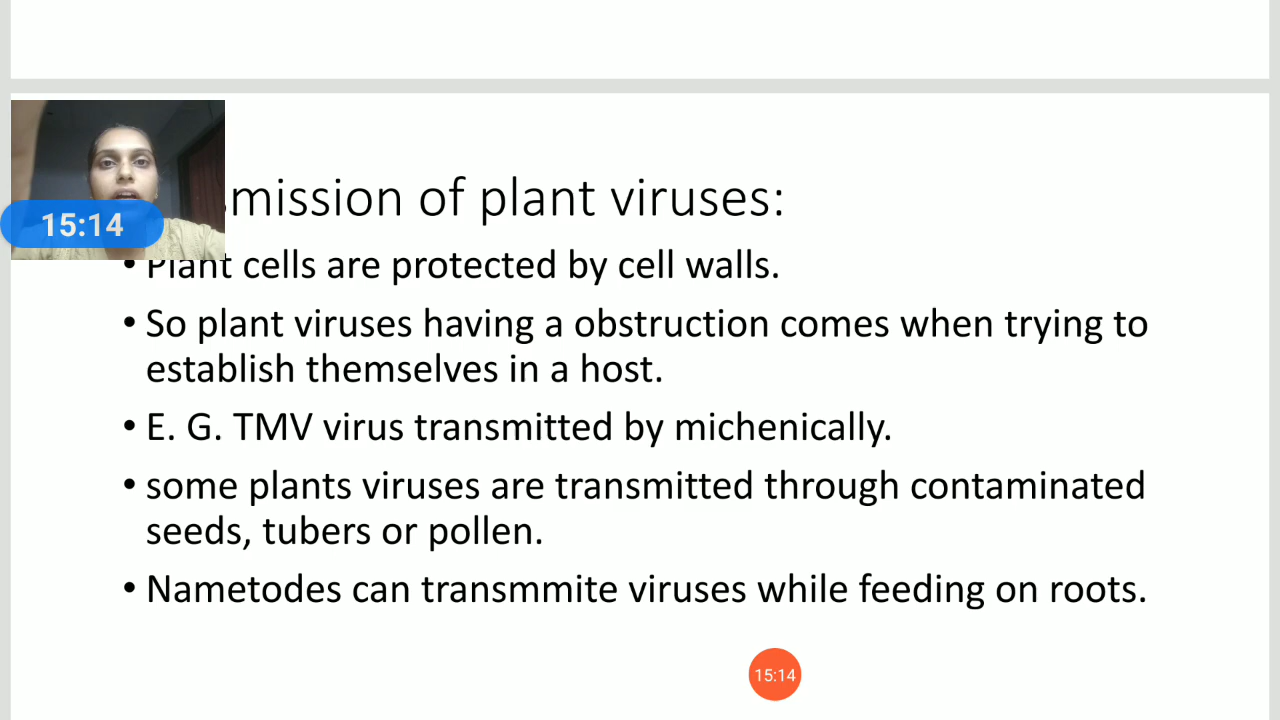 smission of plant viruses:
15:14
• Plant cells are protected by cell walls.
• So plant viruses having a obstruction comes when trying to
establish themselves in a host.
• E. G. TMV virus transmitted by michenically.
• some plants viruses are transmitted through contaminated
seeds, tubers or pollen.
• Nametodes can transmmite viruses while feeding on roots.
15:14